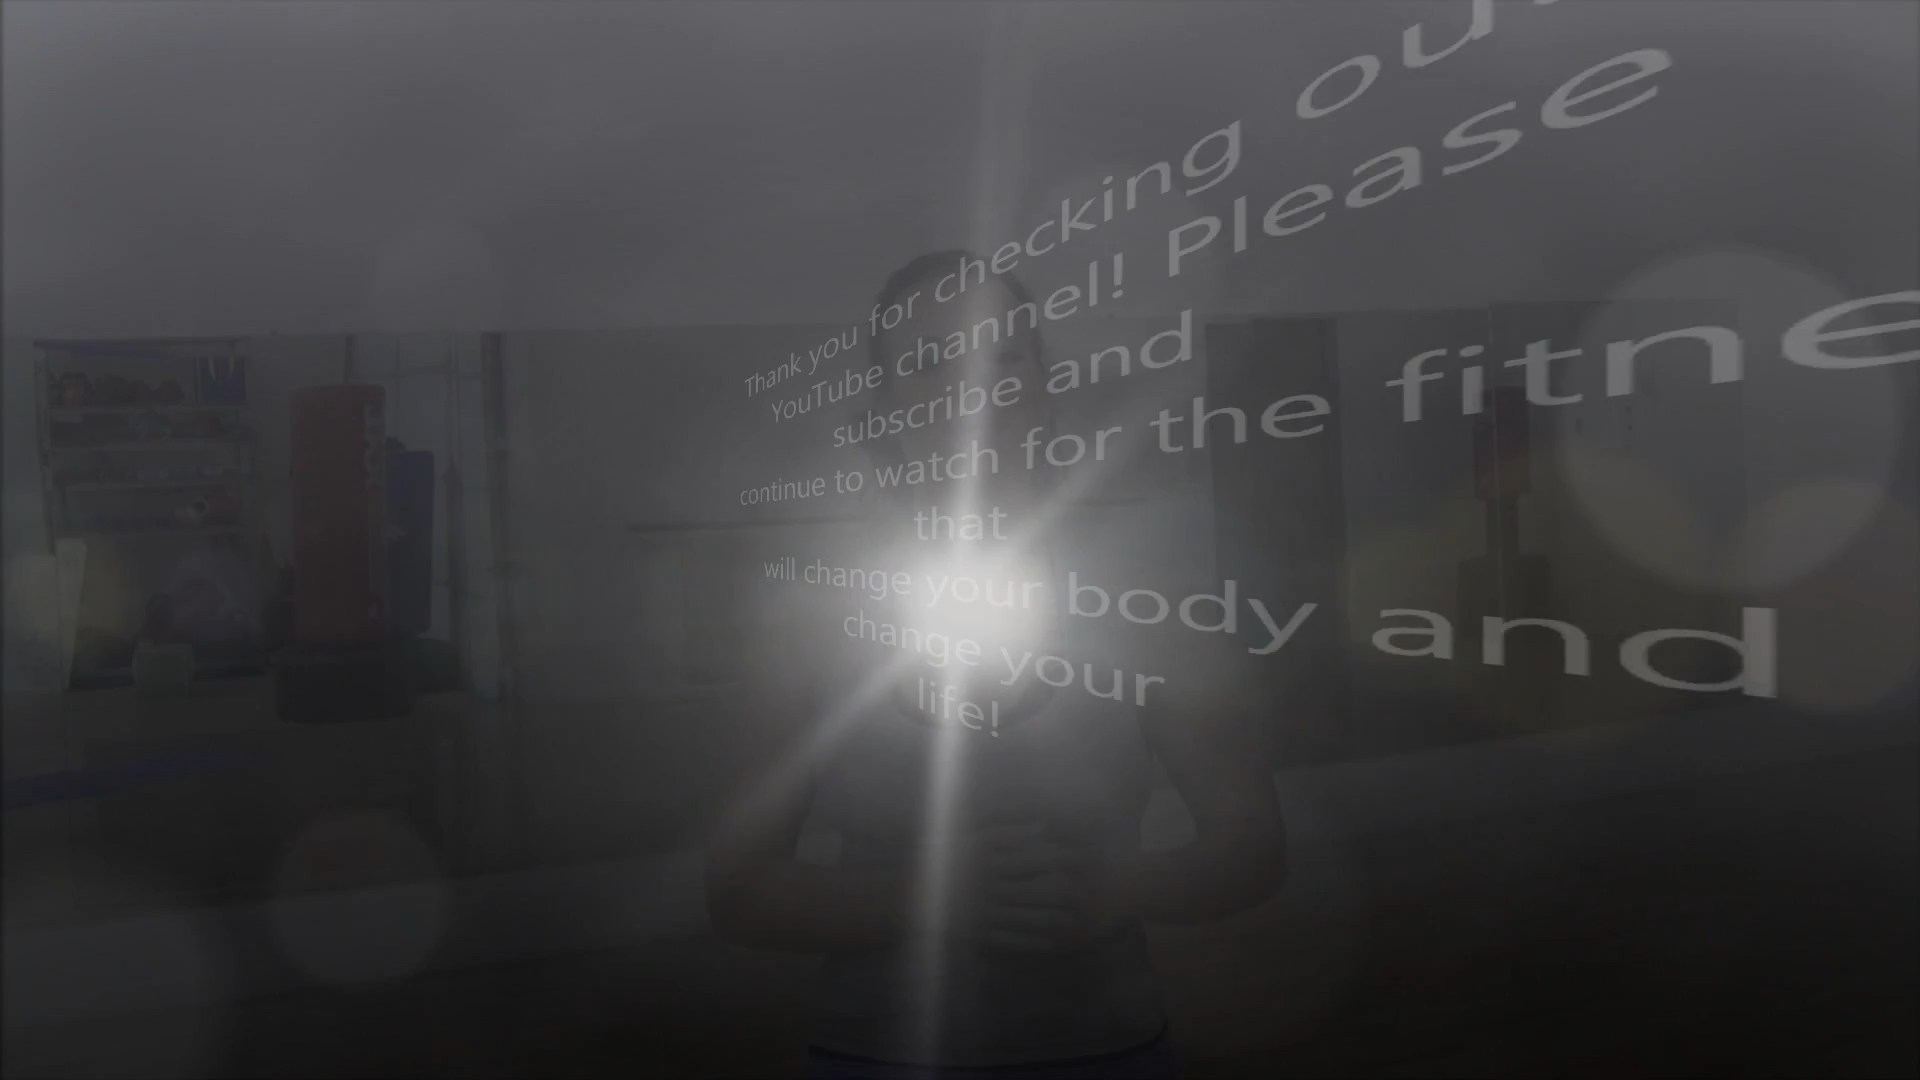 Thank you for checking
YouTube channel! Please
subscribe and
continue to watch for the
that
will change your body and
change your
life!